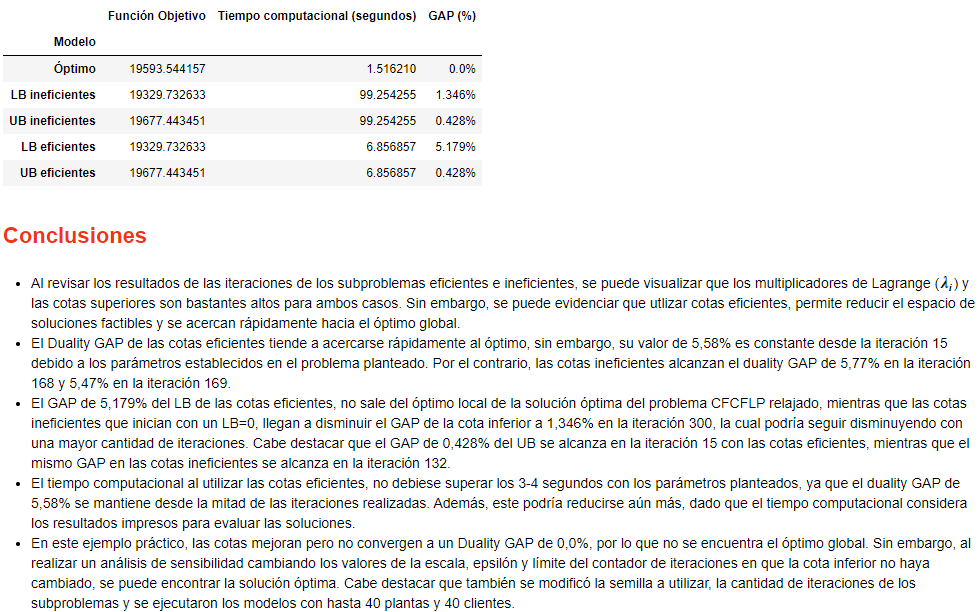 Función Objetivo Tiempo computacional (segundos) GAP (%)
Modelo
Óptimo 19593.544157 1.516210 0.0%
LB ineficientes 19329.732633 99.254255 1.346%
UB ineficientes 19677.443451 99.254255 0.428%
LB eficientes 19329.732633 6.856857 5.179%
UB eficientes 19677.443451 6.856857 0.428%
Conclusiones
• Al revisar los resultados de las iteraciones de los subproblemas eficientes e ineficientes, se puede visualizar que los multiplicadores de Lagrange (λᵢ) y
las cotas superiores son bastantes altos para ambos casos. Sin embargo, se puede evidenciar que utlizar cotas eficientes, permite reducir el espacio de
soluciones factibles y se acercan rápidamente hacia el óptimo global.
• El Duality GAP de las cotas eficientes tiende a acercarse rápidamente al óptimo, sin embargo, su valor de 5,58% es constante desde la iteración 15
debido a los parámetros establecidos en el problema planteado. Por el contrario, las cotas ineficientes alcanzan el duality GAP de 5,77% en la iteración
168 y 5,47% en la iteración 169.
• El GAP de 5,179% del LB de las cotas eficientes, no sale del óptimo local de la solución óptima del problema CFCFLP relajado, mientras que las cotas
ineficientes que inician con un LB=0, llegan a disminuir el GAP de la cota inferior a 1,346% en la iteración 300, la cual podría seguir disminuyendo con
una mayor cantidad de iteraciones. Cabe destacar que el GAP de 0,428% del UB se alcanza en la iteración 15 con las cotas eficientes, mientras que el
mismo GAP en las cotas ineficientes se alcanza en la iteración 132.
• El tiempo computacional al utilizar las cotas eficientes, no debiese superar los 3-4 segundos con los parámetros planteados, ya que el duality GAP de
5,58% se mantiene desde la mitad de las iteraciones realizadas. Además, este podría reducirse aún más, dado que el tiempo computacional considera
los resultados impresos para evaluar las soluciones.
• En este ejemplo práctico, las cotas mejoran pero no convergen a un Duality GAP de 0,0%, por lo que no se encuentra el óptimo global. Sin embargo, al
realizar un análisis de sensibilidad cambiando los valores de la escala, epsilón y límite del contador de iteraciones en que la cota inferior no haya
cambiado, se puede encontrar la solución óptima. Cabe destacar que también se modificó la semilla a utilizar, la cantidad de iteraciones de los
subproblemas y se ejecutaron los modelos con hasta 40 plantas y 40 clientes.